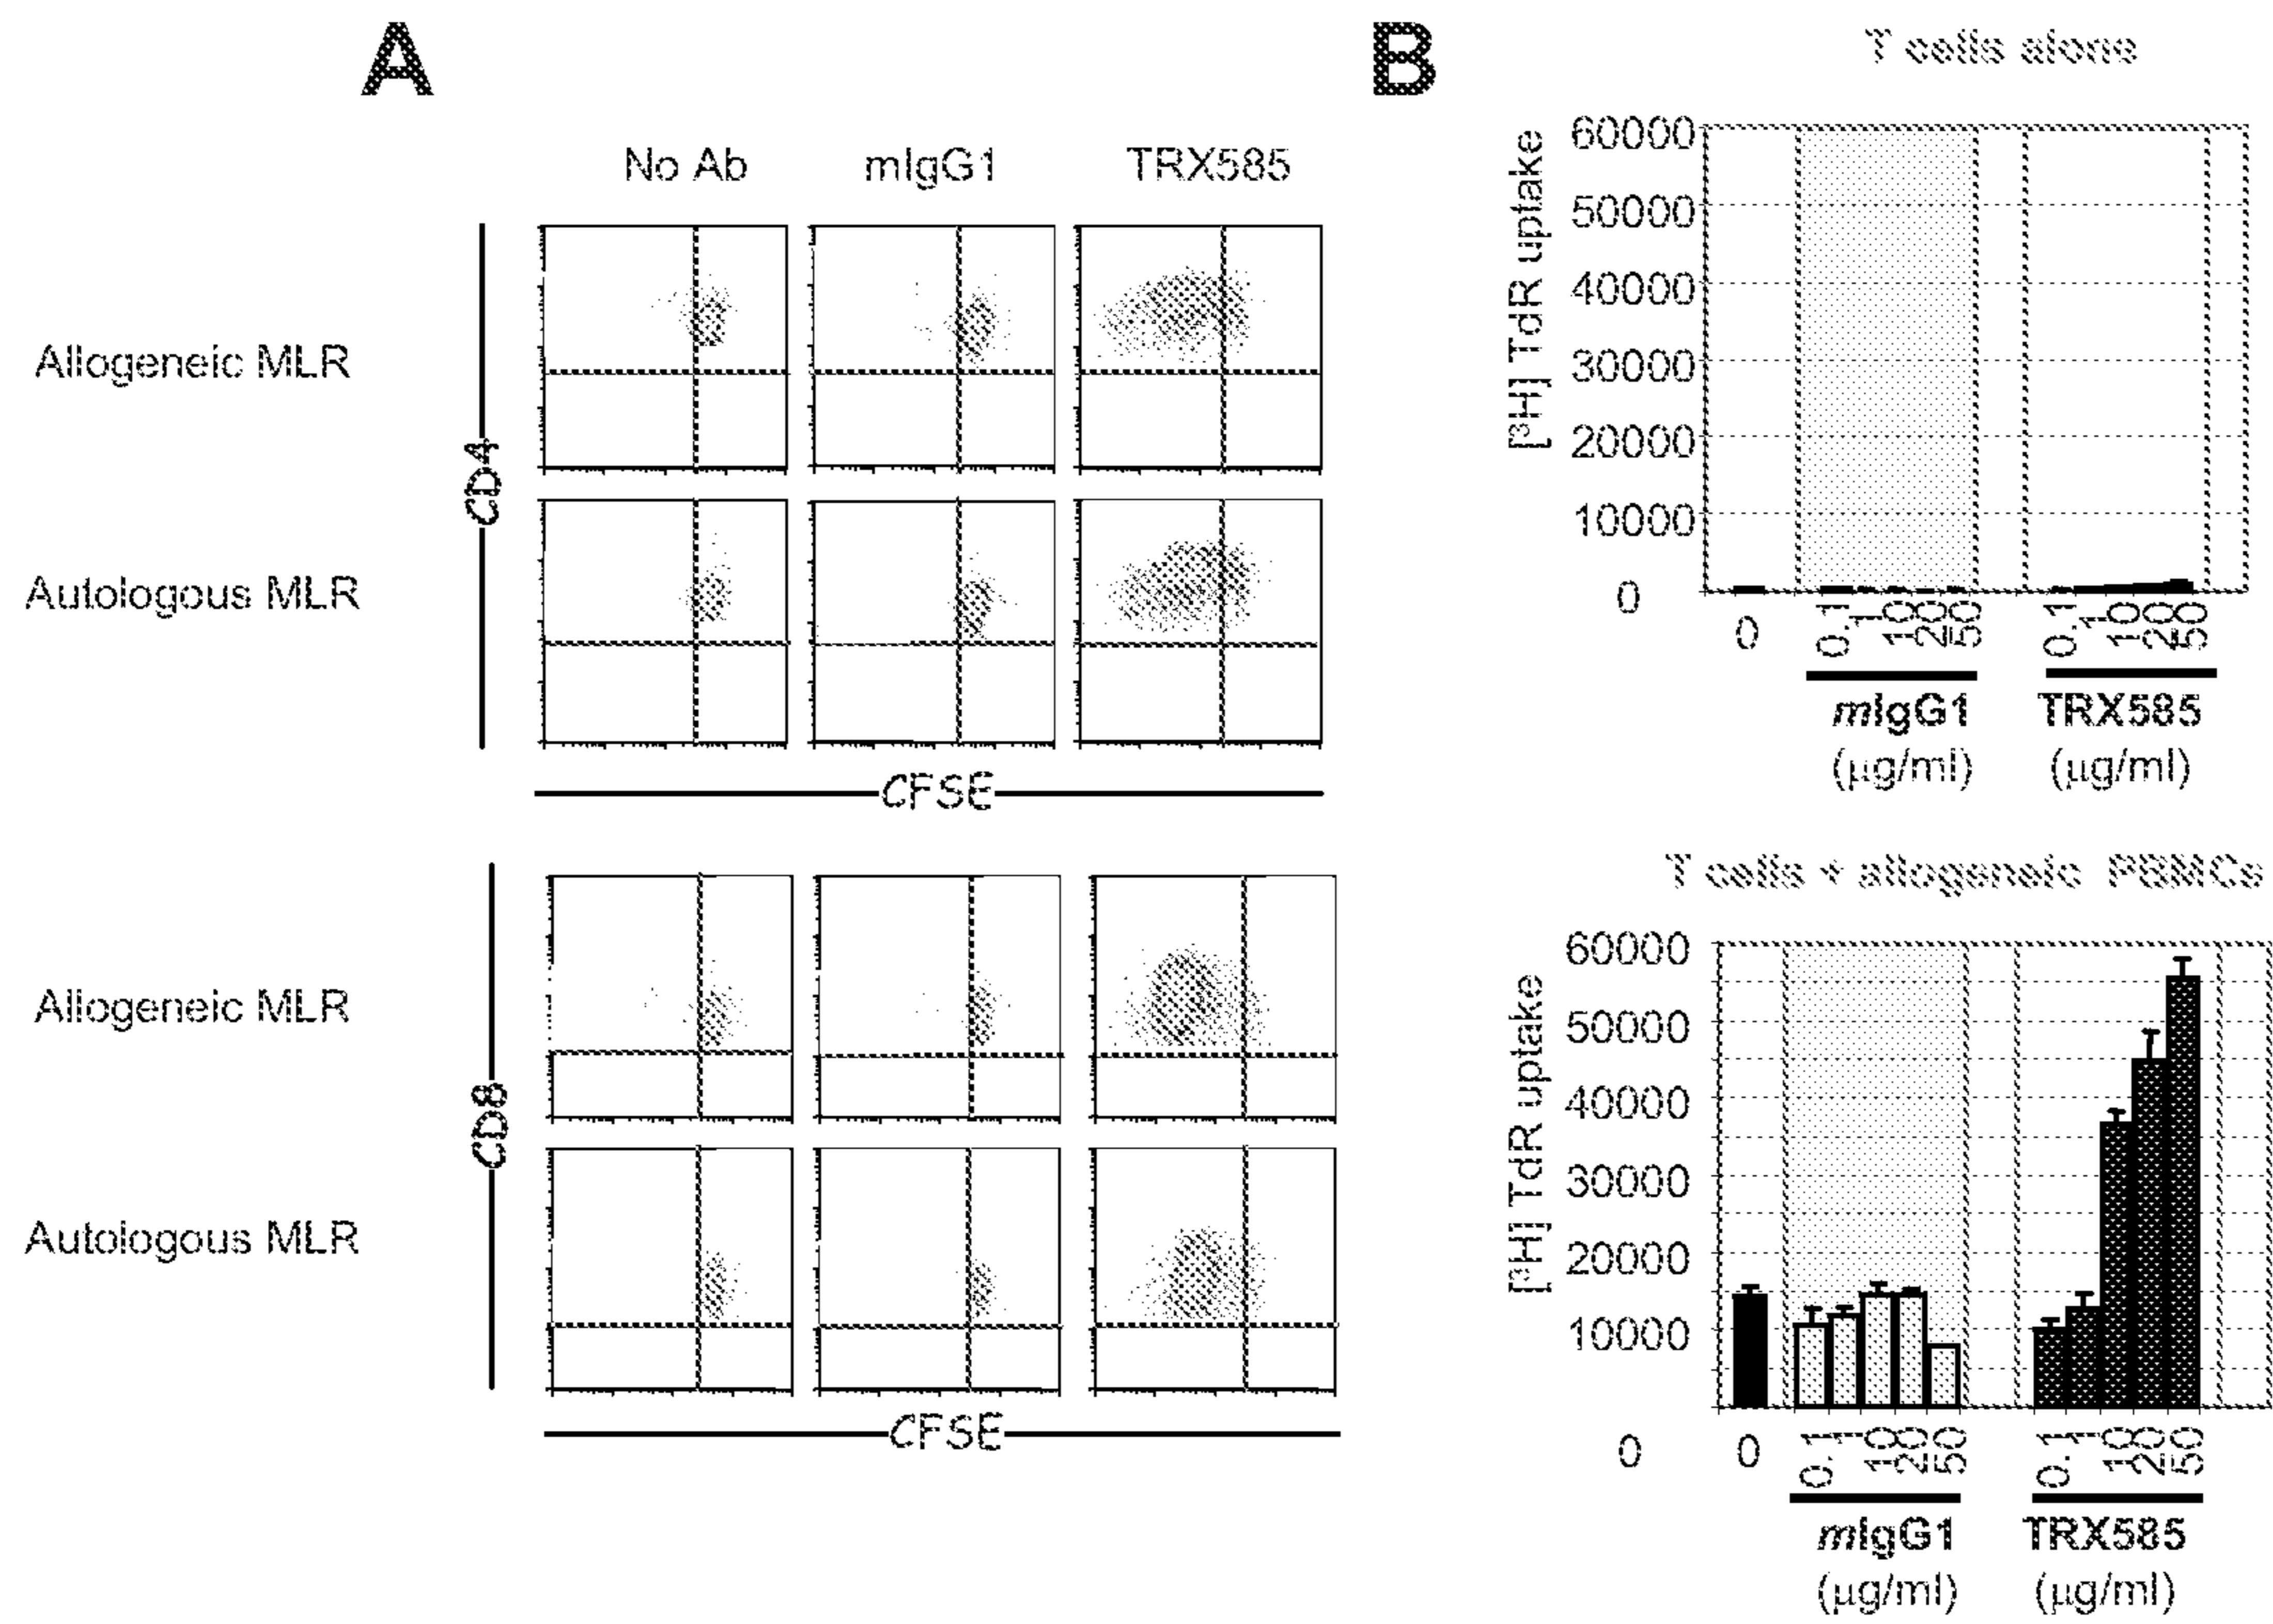 A
No Ab mIgG1 TRX585
Allogeneic MLR
Autologous MLR
CD4
CFSE
Allogeneic MLR
Autologous MLR
CD8
CFSE
B
T cells alone
[³H] TdR uptake
60000
50000
40000
30000
20000
10000
0
0 0.1 1 10 20 50 0.1 1 10 20 50
mIgG1 TRX585
(μg/ml) (μg/ml)
T cells + allogeneic PBMCs
[³H] TdR uptake
60000
50000
40000
30000
20000
10000
0
0 0.1 1 10 20 50 0.1 1 10 20 50
mIgG1 TRX585
(μg/ml) (μg/ml)